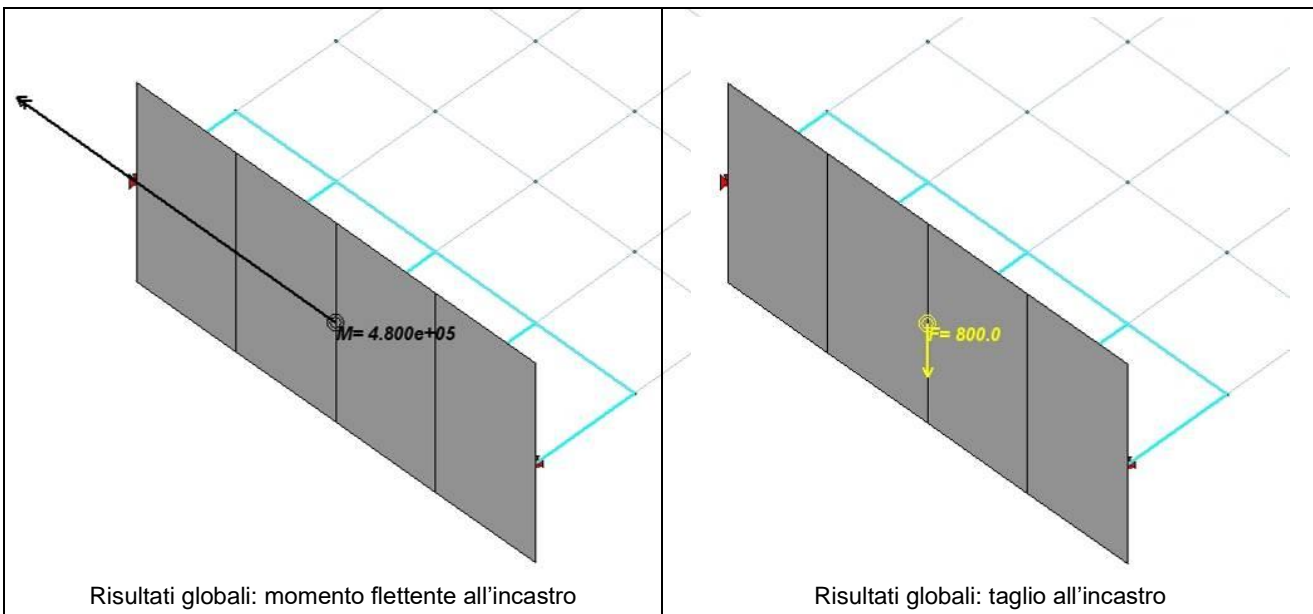 M= 4.800e+05
F= 800.0
Risultati globali: momento flettente all’incastro
Risultati globali: taglio all’incastro